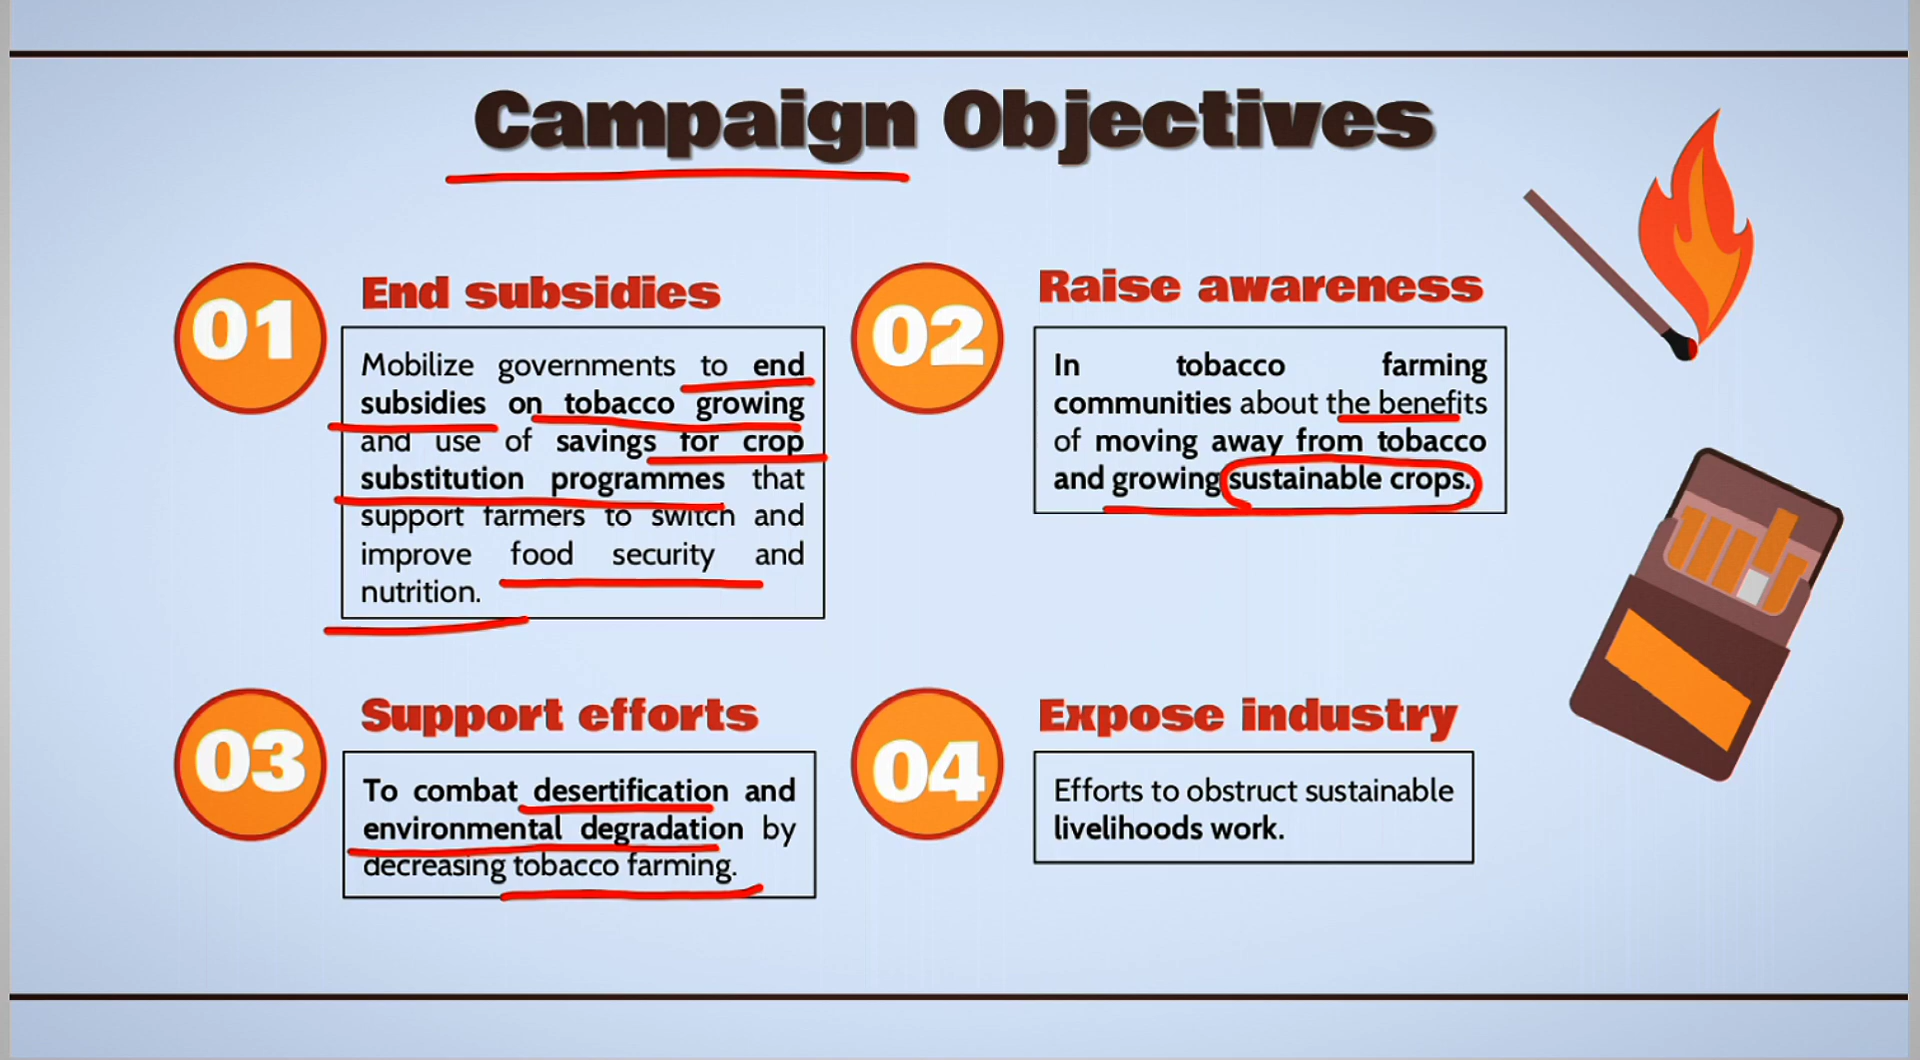 Campaign Objectives
01
End subsidies
Mobilize governments to end
subsidies on tobacco growing
and use of savings for crop
substitution programmes that
support farmers to switch and
improve food security and
nutrition.
02
Raise awareness
In tobacco farming
communities about the benefits
of moving away from tobacco
and growing sustainable crops.
03
Support efforts
To combat desertification and
environmental degradation by
decreasing tobacco farming.
04
Expose industry
Efforts to obstruct sustainable
livelihoods work.